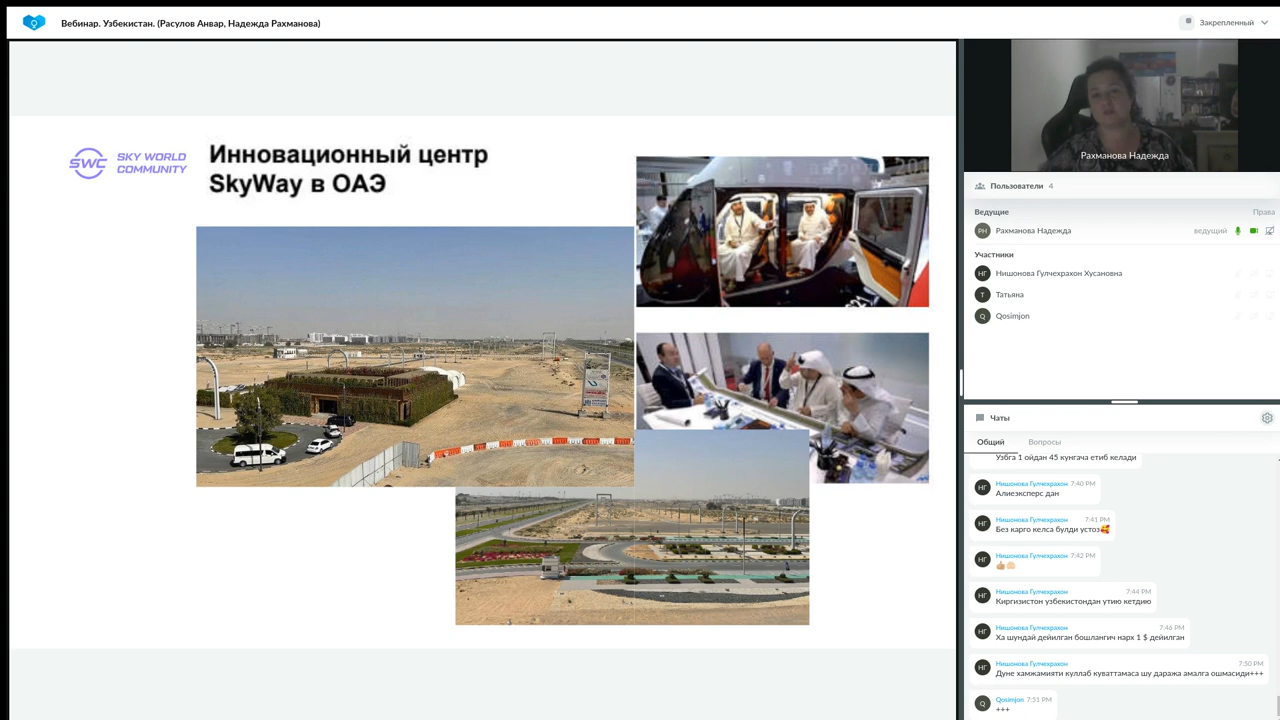 Вебинар. Узбекистан. (Расулов Анвар, Надежда Рахманова)
Закрепленный
SWC
SKY WORLD
COMMUNITY
Инновационный центр
SkyWay в ОАЭ
Рахманова Надежда
Пользователи 4
Ведущие Права
РН Рахманова Надежда ведущий
Участники
НГ Нишонова Гулчехрахон Хусановна
Т Татьяна
Q Qosimjon
Чаты
Общий Вопросы
Узбга 1 ойдан 45 кунгача етиб келади
НГ Нишонова Гулчехрахон 7:40 PM
Алиезксперс дан
НГ Нишонова Гулчехрахон 7:41 PM
Без карго келса булди устоз🥰
НГ Нишонова Гулчехрахон 7:42 PM
НГ Нишонова Гулчехрахон 7:44 PM
Киргизистон узбекистондан утию кетдию
НГ Нишонова Гулчехрахон 7:46 PM
Ха шундай дейилган бошлангич нарх 1 $ дейилган
НГ Нишонова Гулчехрахон 7:50 PM
Дуне хамжамияти куллаб куваттамаса шу даража амалга ошмасиди+++
Q Qosimjon 7:51 PM
+++